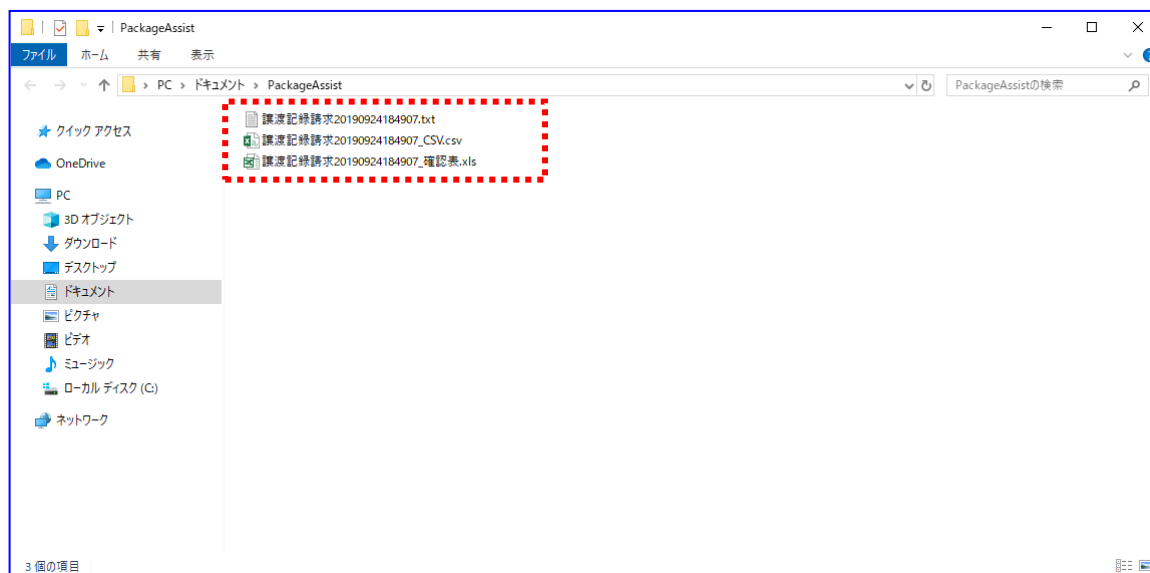 PackageAssist
ファイル ホーム 共有 表示
PC › ドキュメント › PackageAssist
PackageAssistの検索
クイック アクセス
OneDrive
PC
3D オブジェクト
ダウンロード
デスクトップ
ドキュメント
ピクチャ
ビデオ
ミュージック
ローカル ディスク (C:)
ネットワーク
譲渡記録請求20190924184907.txt
譲渡記録請求20190924184907_CSV.csv
譲渡記録請求20190924184907_確認表.xls
3 個の項目